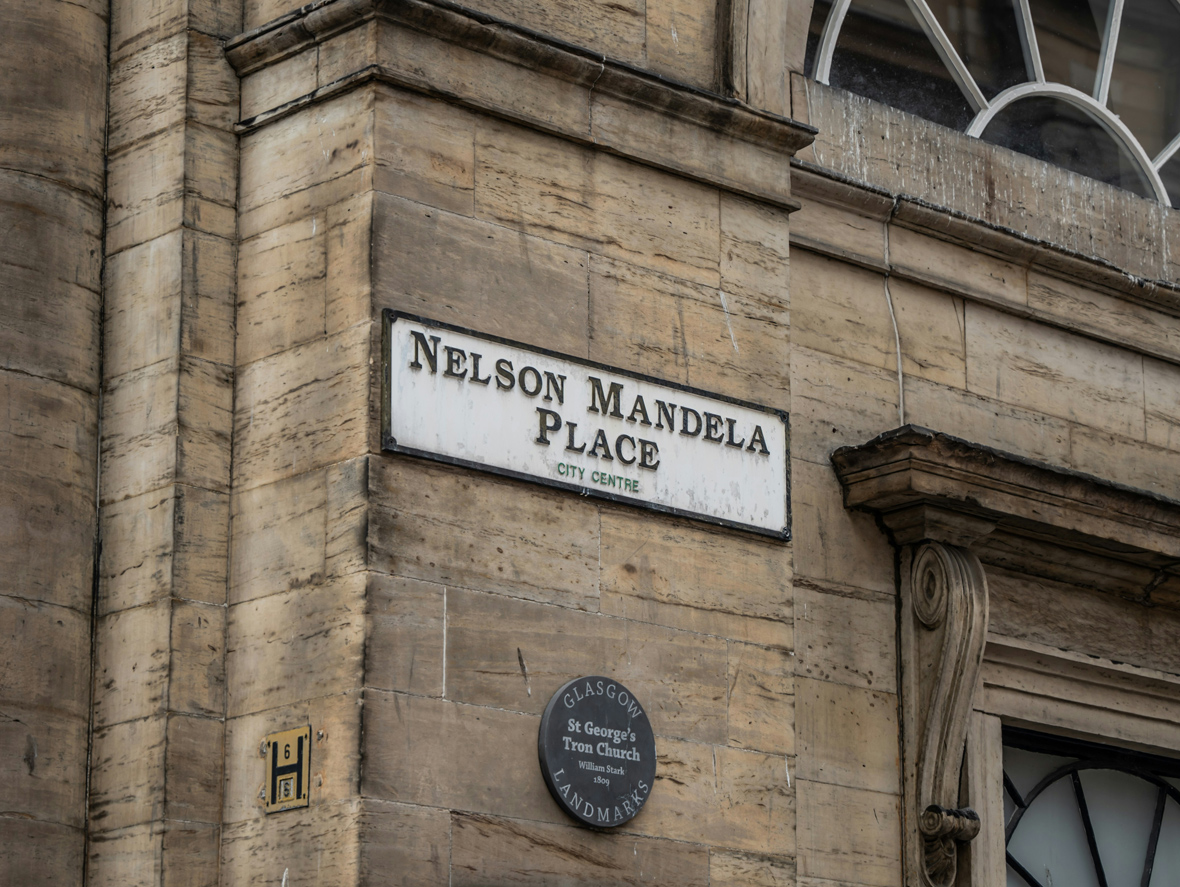 NELSON MANDELA
PLACE
CITY CENTRE
GLASGOW
St George's
Tron Church
William Stark
1809
LANDMARKS
6
H